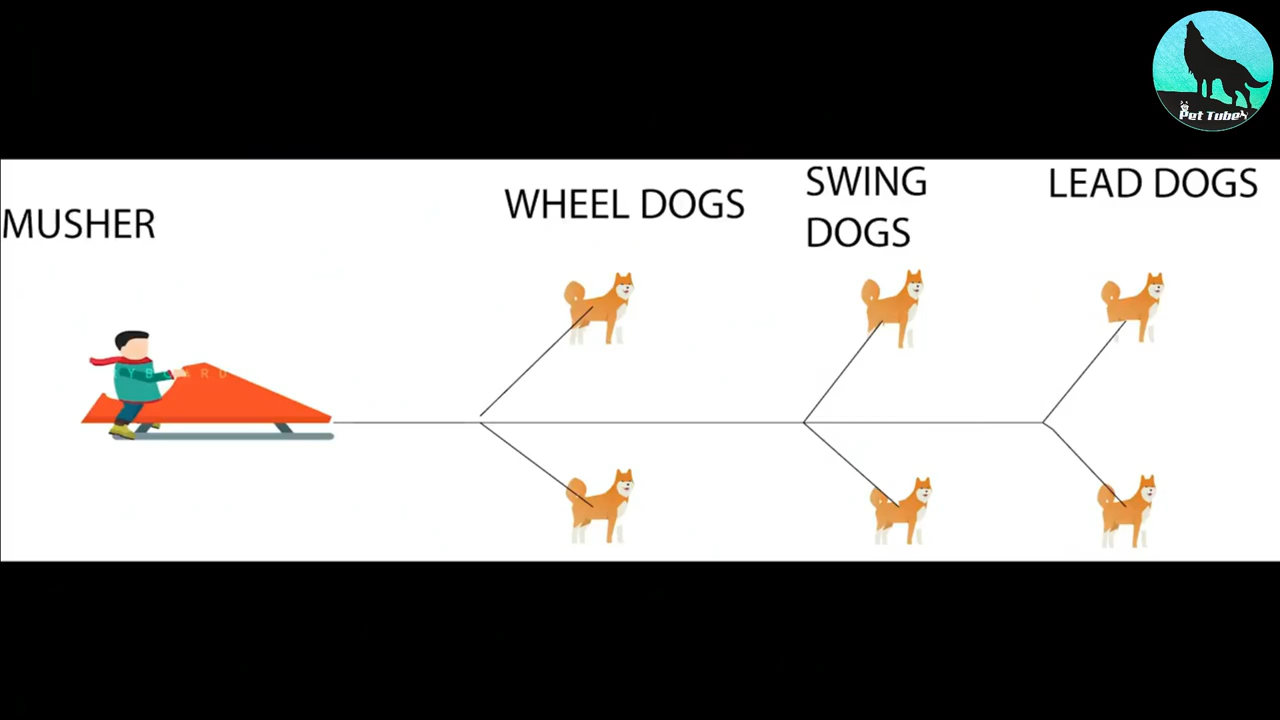 Pet Tube
SWING
DOGS
LEAD DOGS
WHEEL DOGS
MUSHER